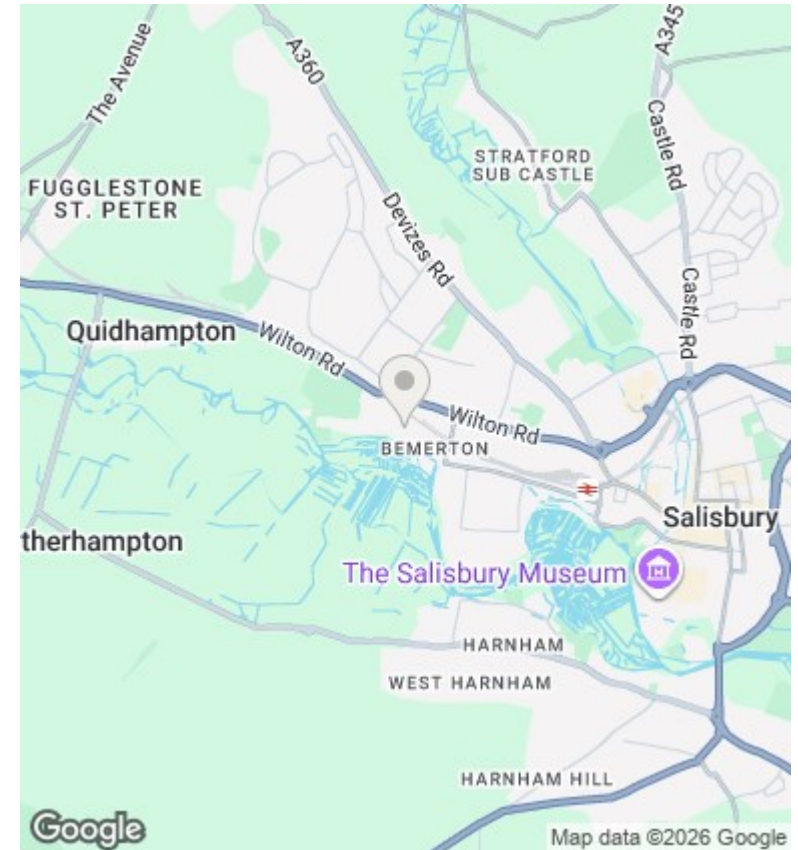 The Avenue
A360
A345
Castle Rd
STRATFORD
SUB CASTLE
FUGGLESTONE
ST. PETER
Devizes Rd
Castle Rd
Quidhampton
Wilton Rd
Wilton Rd
BEMERTON
Salisbury
therhampton
The Salisbury Museum
HARNHAM
WEST HARNHAM
HARNHAM HILL
Google
Map data ©2026 Google